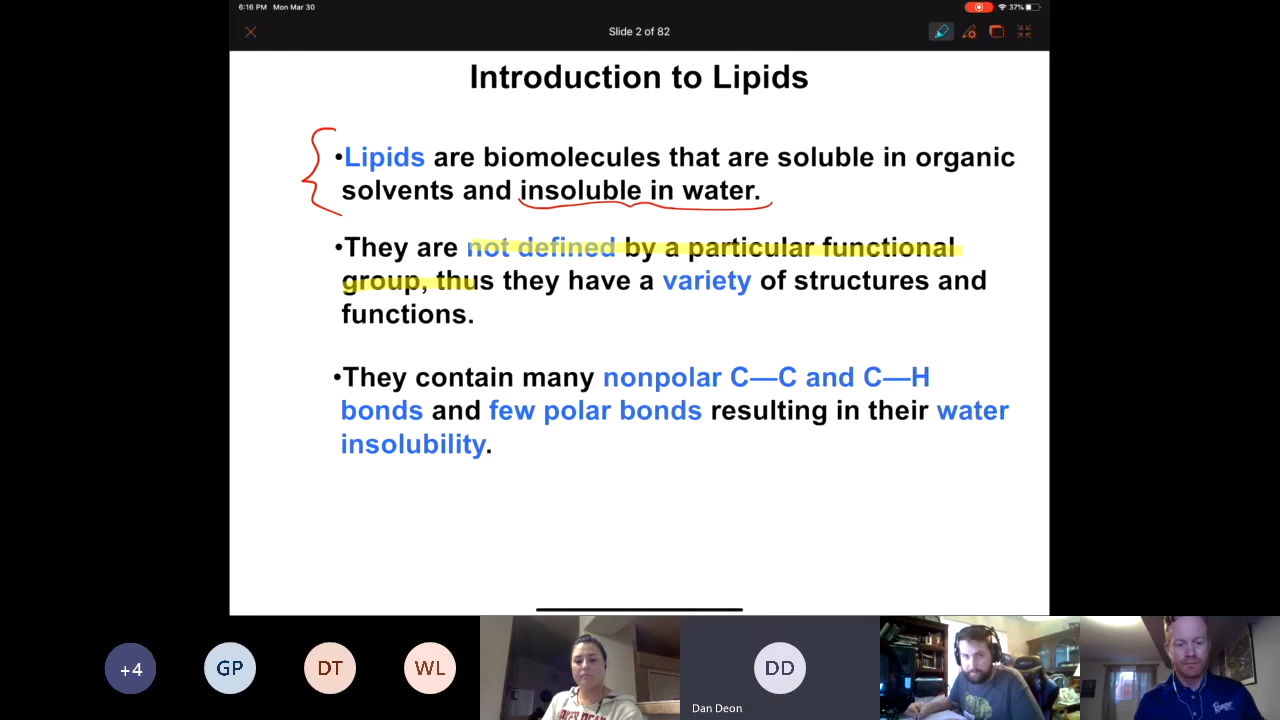 6:16 PM Mon Mar 30
37%
Slide 2 of 82
Introduction to Lipids
•Lipids are biomolecules that are soluble in organic
solvents and insoluble in water.
•They are not defined by a particular functional
group, thus they have a variety of structures and
functions.
•They contain many nonpolar C—C and C—H
bonds and few polar bonds resulting in their water
insolubility.
+4
GP
DT
WL
DD
Dan Deon